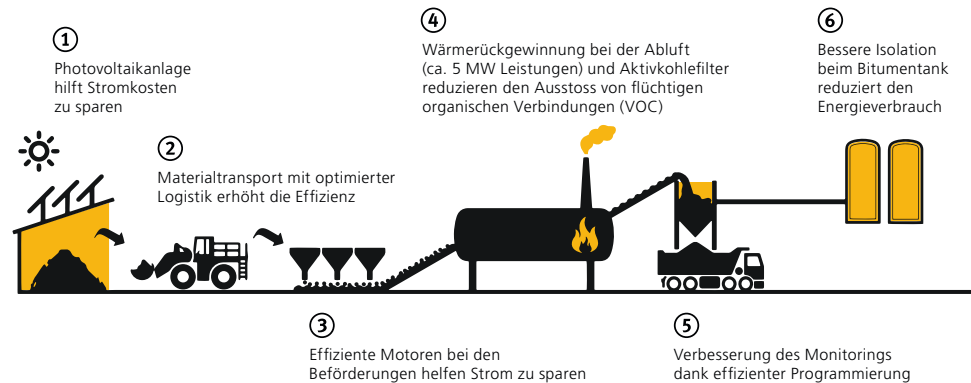 1
Photovoltaikanlage
hilft Stromkosten
zu sparen
2
Materialtransport mit optimierter
Logistik erhöht die Effizienz
3
Effiziente Motoren bei den
Beförderungen helfen Strom zu sparen
4
Wärmerückgewinnung bei der Abluft
(ca. 5 MW Leistungen) und Aktivkohlefilter
reduzieren den Ausstoss von flüchtigen
organischen Verbindungen (VOC)
5
Verbesserung des Monitorings
dank effizienter Programmierung
6
Bessere Isolation
beim Bitumentank
reduziert den
Energieverbrauch